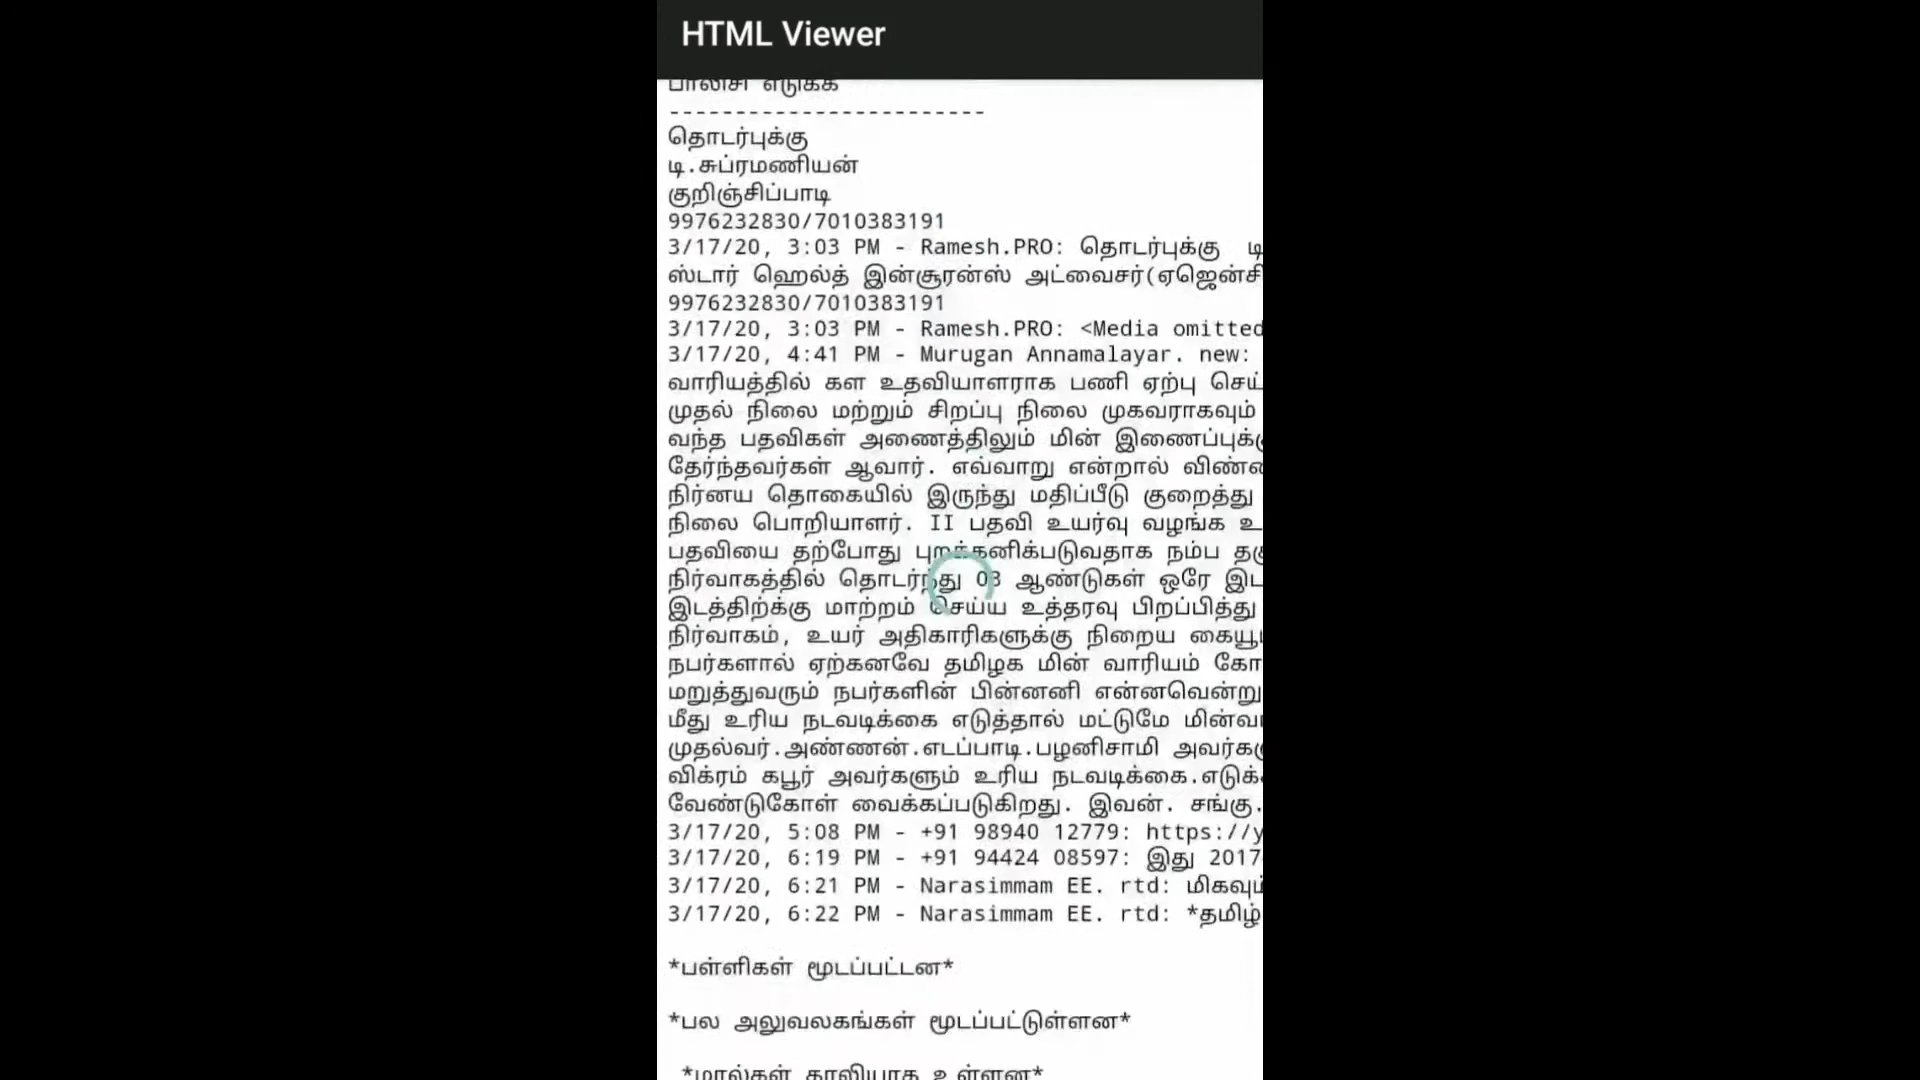 HTML Viewer
பாலிசி எடுக்க
------------------------
தொடர்புக்கு
டி.சுப்ரமணியன்
குறிஞ்சிப்பாடி
9976232830/7010383191
3/17/20, 3:03 PM - Ramesh.PRO: தொடர்புக்கு  டி
ஸ்டார் ஹெல்த் இன்சூரன்ஸ் அட்வைசர்(ஏஜென்சி
9976232830/7010383191
3/17/20, 3:03 PM - Ramesh.PRO: <Media omitted
3/17/20, 4:41 PM - Murugan Annamalayar. new:
வாரியத்தில் கள உதவியாளராக பணி ஏற்பு செய்
முதல் நிலை மற்றும் சிறப்பு நிலை முகவராகவும்
வந்த பதவிகள் அணைத்திலும் மின் இணைப்புக்கு
தேர்ந்தவர்கள் ஆவார். எவ்வாறு என்றால்
நிர்னய தொகையில் இருந்து மதிப்பீடு குறைத்து
நிலை பொறியாளர். II பதவி உயர்வு வழங்க உ
பதவியை தற்போது புறக்கனிக்படுவதாக நம்ப
நிர்வாகத்தில் தொடர்ந்து 03 ஆண்டுகள் ஒரே
இடத்திற்க்கு மாற்றம் செய்ய உத்தரவு பிறப்பித்து
நிர்வாகம், உயர் அதிகாரிகளுக்கு நிறைய
நபர்களால் ஏற்கனவே தமிழக மின் வாரியம்
மறுத்துவரும் நபர்களின் பின்னனி என்னவென்று
மீது உரிய நடவடிக்கை எடுத்தால் மட்டுமே
முதல்வர்.அண்ணன்.எடப்பாடி.பழனிசாமி
விக்ரம் கபூர் அவர்களும் உரிய நடவடிக்கை.
வேண்டுகோள் வைக்கப்படுகிறது. இவன். சங்கு.
3/17/20, 5:08 PM - +91 98940 12779: https://y
3/17/20, 6:19 PM - +91 94424 08597: இது 2017
3/17/20, 6:21 PM - Narasimmam EE. rtd: மிகவும்
3/17/20, 6:22 PM - Narasimmam EE. rtd: *தமிழ்
*பள்ளிகள் மூடப்பட்டன*
*பல அலுவலகங்கள் மூடப்பட்டுள்ளன*
*மால்கள் காலியாக உள்ளன*